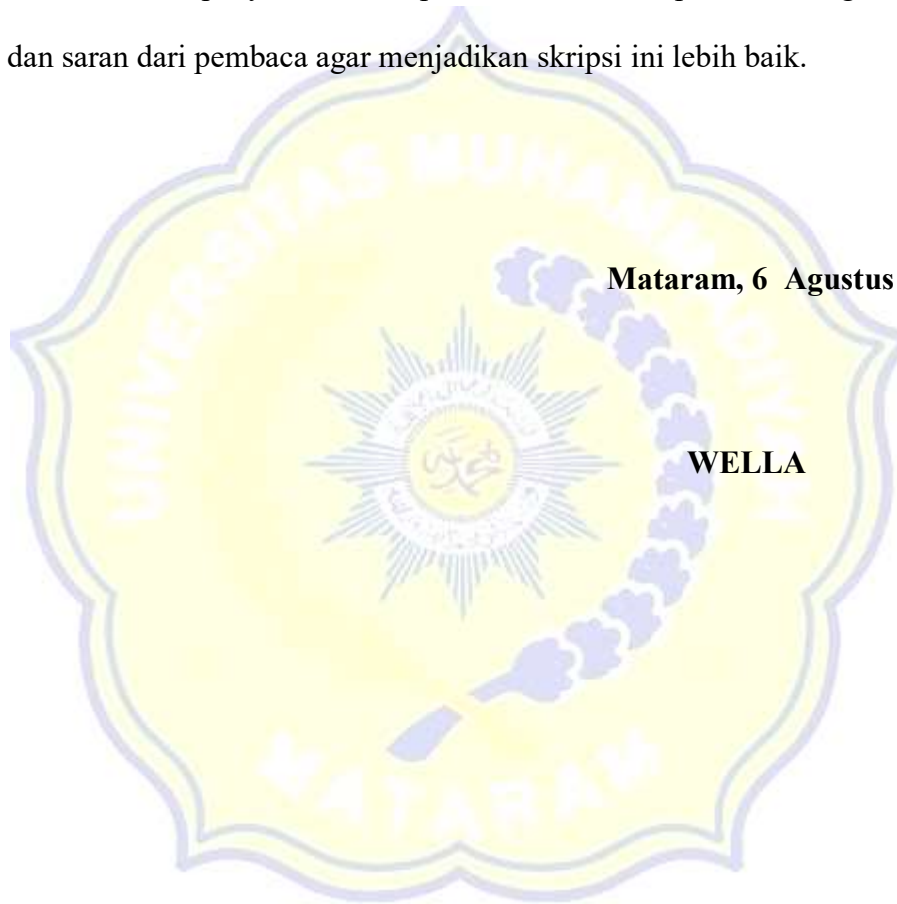 dan saran dari pembaca agar menjadikan skripsi ini lebih baik.
UNIVERSITAS MUHAMMADIYAH
Mataram, 6 Agustus
WELLA
MATARAM